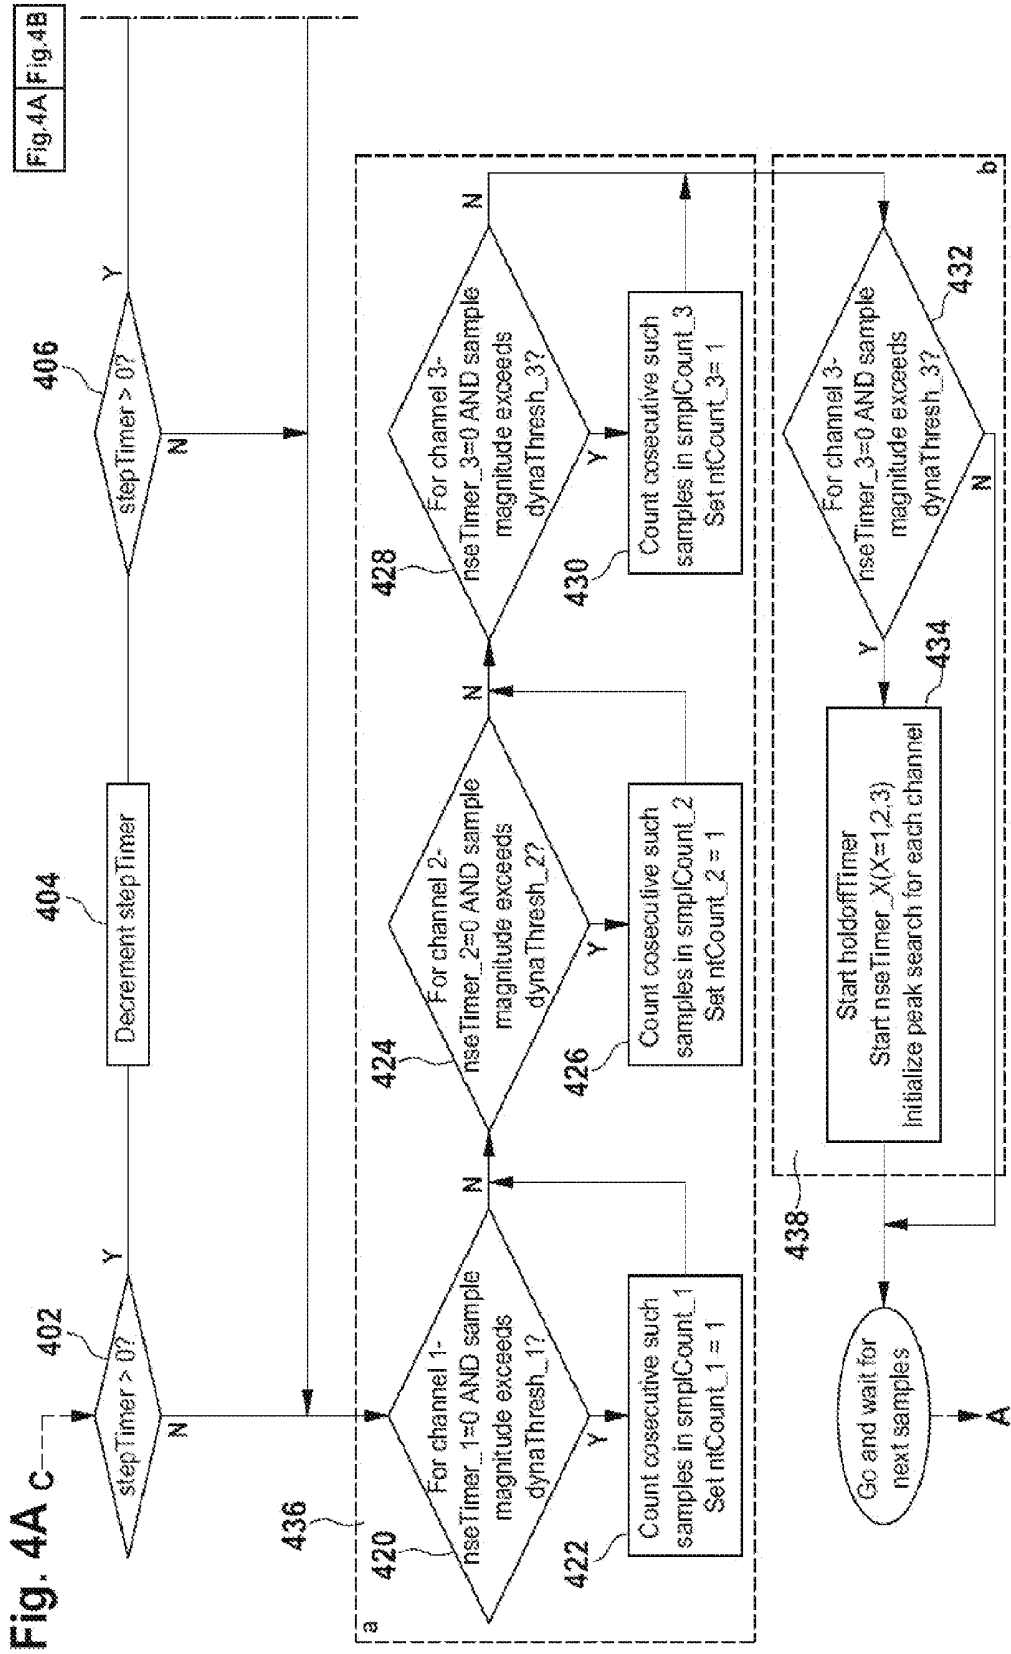 Fig. 4A
Fig.4A Fig.4B
C
402
stepTimer > 0?
Y
N
404
Decrement stepTimer
406
stepTimer > 0?
Y
N
436
a
420
For channel 1-
nseTimer_1=0 AND sample
magnitude exceeds
dynaThresh_1?
N
Y
422
Count cosecutive such
samples in smplCount_1
Set ntCount_1 = 1
424
For channel 2-
nseTimer_2=0 AND sample
magnitude exceeds
dynaThresh_2?
N
Y
426
Count cosecutive such
samples in smplCount_2
Set ntCount_2 = 1
428
For channel 3-
nseTimer_3=0 AND sample
magnitude exceeds
dynaThresh_3?
N
Y
430
Count cosecutive such
samples in smplCount_3
Set ntCount_3= 1
b
432
For channel 3-
nseTimer_3=0 AND sample
magnitude exceeds
dynaThresh_3?
Y
N
434
Start holdoffTimer
Start nseTimer_X(X=1,2,3)
Initialize peak search for each channel
438
Go and wait for
next samples
A